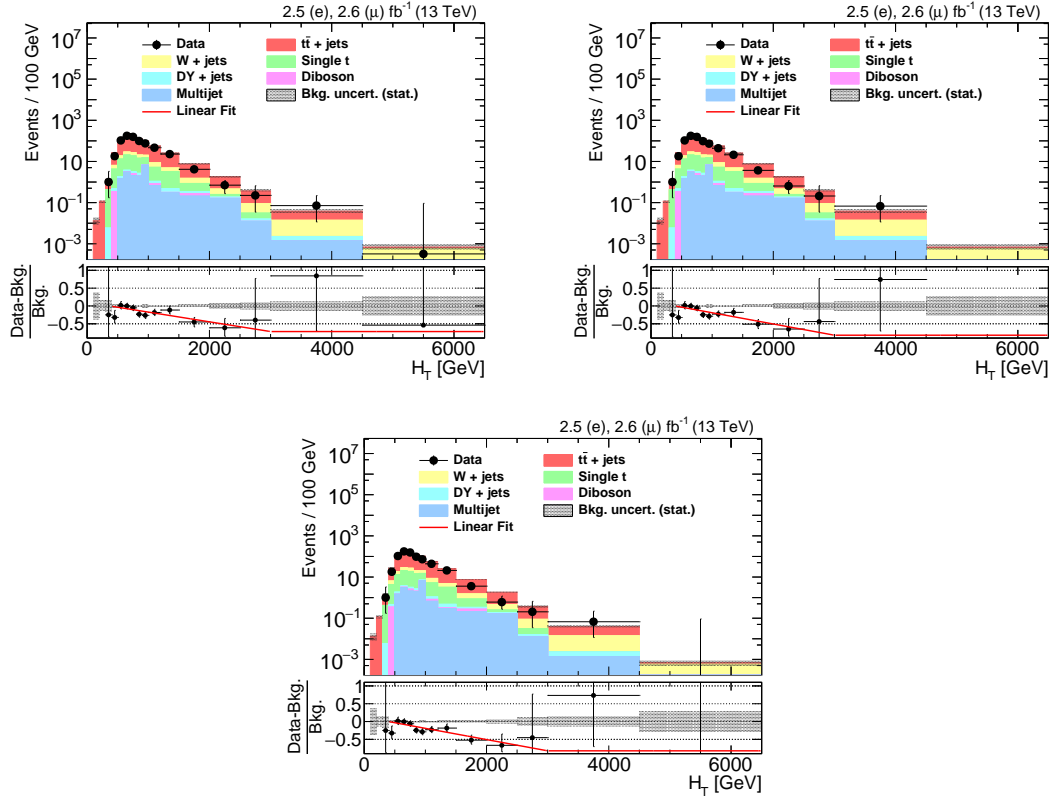 2.5 (e), 2.6 (μ) fb⁻¹ (13 TeV)
Events / 100 GeV
10⁷
10⁵
10³
10
10⁻¹
10⁻³
Data
tt̄ + jets
W + jets
Single t
DY + jets
Diboson
Multijet
Bkg. uncert. (stat.)
Linear Fit
Data-Bkg.
Bkg.
1
0.5
0
−0.5
0 2000 4000 6000
H_T [GeV]
2.5 (e), 2.6 (μ) fb⁻¹ (13 TeV)
Events / 100 GeV
10⁷
10⁵
10³
10
10⁻¹
10⁻³
Data
tt̄ + jets
W + jets
Single t
DY + jets
Diboson
Multijet
Bkg. uncert. (stat.)
Linear Fit
Data-Bkg.
Bkg.
1
0.5
0
−0.5
0 2000 4000 6000
H_T [GeV]
2.5 (e), 2.6 (μ) fb⁻¹ (13 TeV)
Events / 100 GeV
10⁷
10⁵
10³
10
10⁻¹
10⁻³
Data
tt̄ + jets
W + jets
Single t
DY + jets
Diboson
Multijet
Bkg. uncert. (stat.)
Linear Fit
Data-Bkg.
Bkg.
1
0.5
0
−0.5
0 2000 4000 6000
H_T [GeV]